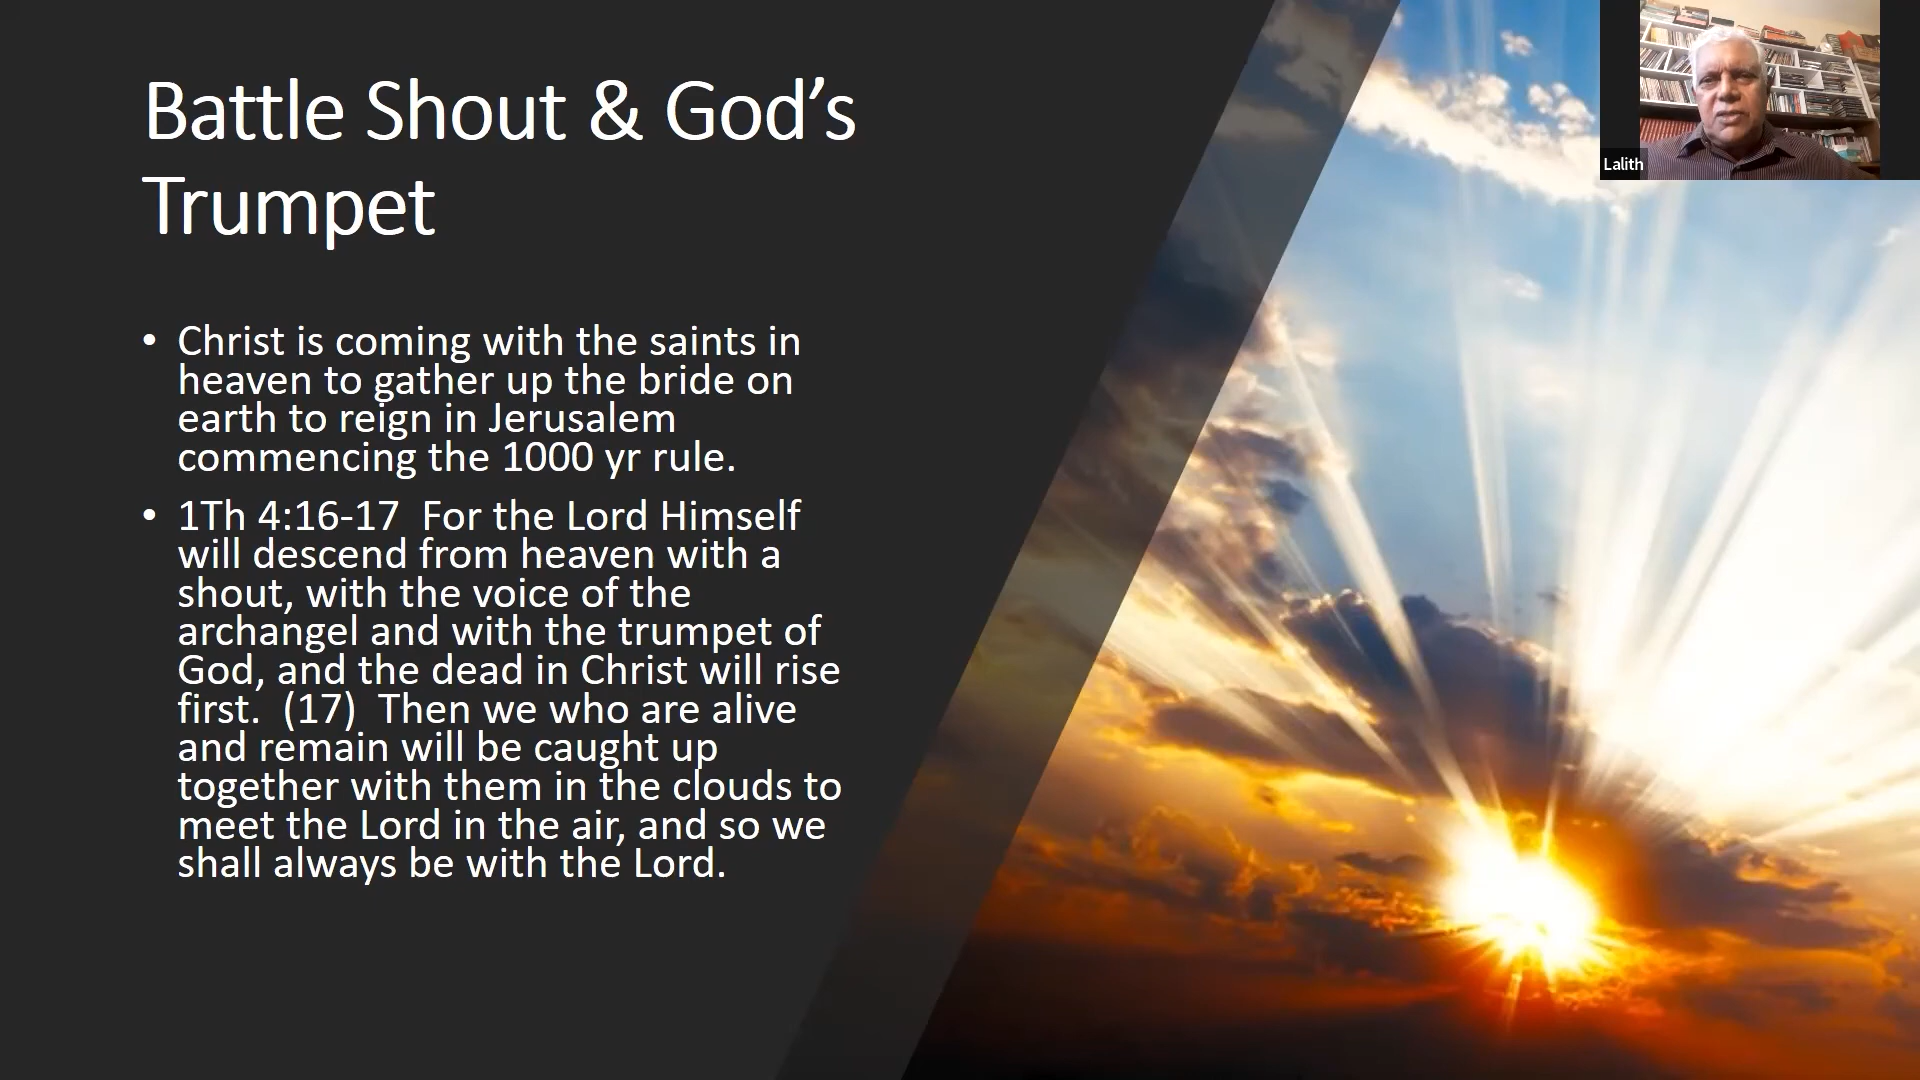 Battle Shout & God’s
Trumpet
• Christ is coming with the saints in
heaven to gather up the bride on
earth to reign in Jerusalem
commencing the 1000 yr rule.
• 1Th 4:16-17  For the Lord Himself
will descend from heaven with a
shout, with the voice of the
archangel and with the trumpet of
God, and the dead in Christ will rise
first.  (17)  Then we who are alive
and remain will be caught up
together with them in the clouds to
meet the Lord in the air, and so we
shall always be with the Lord.
Lalith